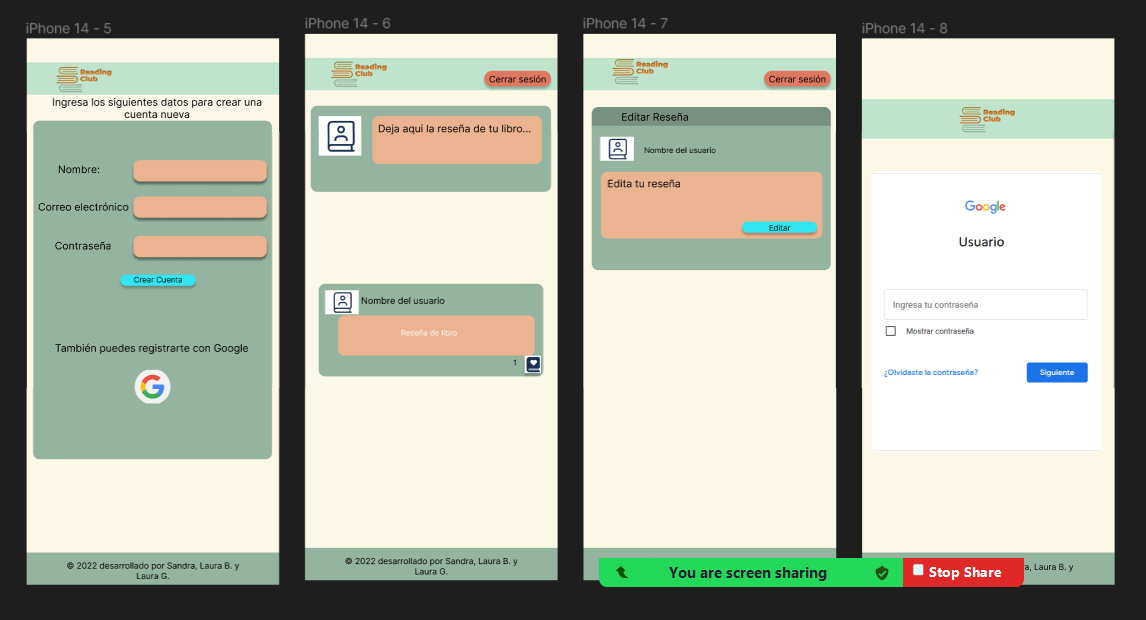 iPhone 14 - 5
Reading
Club
Ingresa los siguientes datos para crear una
cuenta nueva
Nombre:
Correo electrónico
Contraseña
Crear Cuenta
También puedes registrarte con Google
© 2022 desarrollado por Sandra, Laura B. y
Laura G.
iPhone 14 - 6
Reading
Club
Cerrar sesión
Deja aqui la reseña de tu libro...
Nombre del usuario
Reseña de libro
1
© 2022 desarrollado por Sandra, Laura B. y
Laura G.
iPhone 14 - 7
Reading
Club
Cerrar sesión
Editar Reseña
Nombre del usuario
Edita tu reseña
Editar
iPhone 14 - 8
Reading
Club
Google
Usuario
Ingresa tu contraseña
Mostrar contraseña
¿Olvidaste la contraseña?
Siguiente
Laura B. y
You are screen sharing
Stop Share